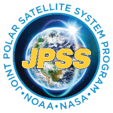 JOINT POLAR SATELLITE SYSTEM PROGRAM
JPSS
•NOAA•NASA•